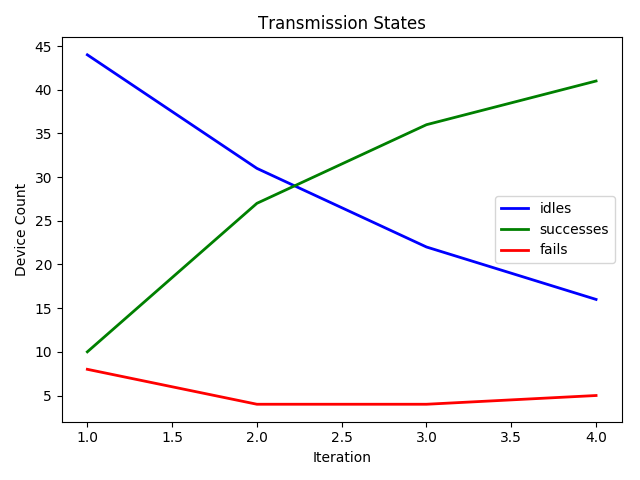 Transmission States
Device Count
45
40
35
30
25
20
15
10
5
idles
successes
fails
1.0 1.5 2.0 2.5 3.0 3.5 4.0
Iteration